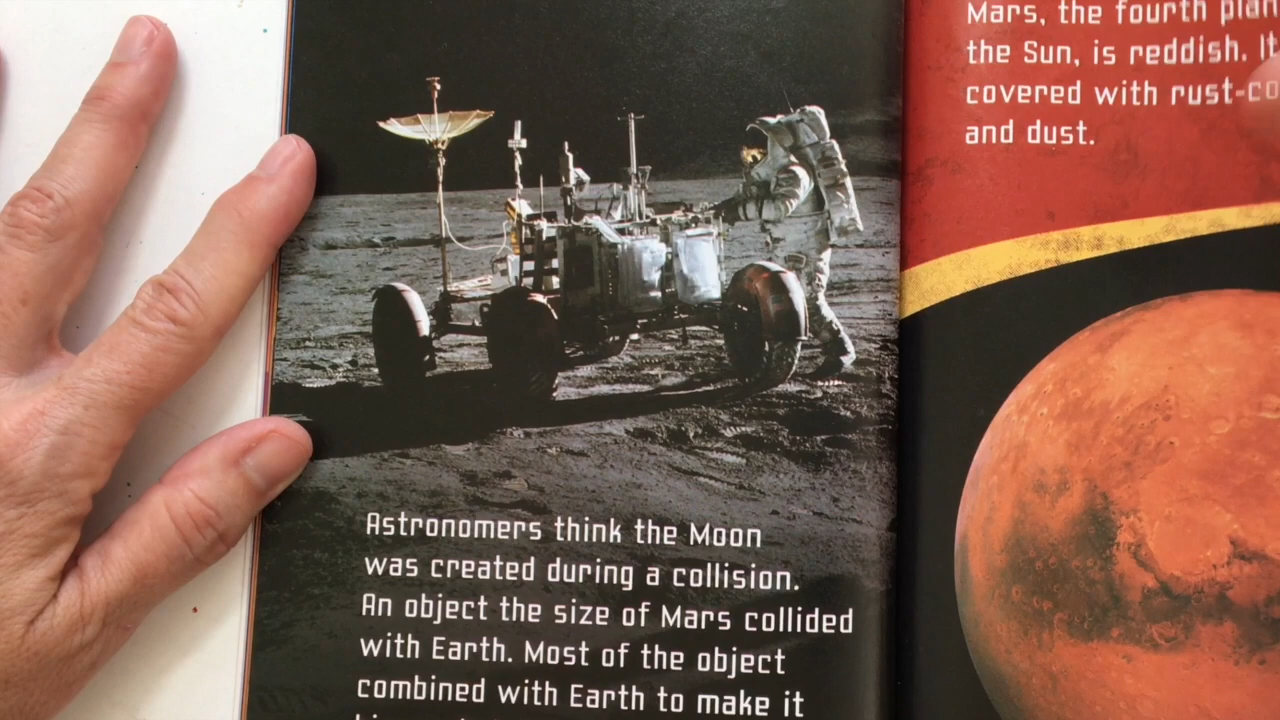 Astronomers think the Moon
was created during a collision.
An object the size of Mars collided
with Earth. Most of the object
combined with Earth to make it
Mars, the fourth
the Sun, is reddish. It
covered with
and dust.